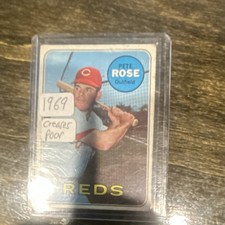 PETE
ROSE
Outfield
C
1969
Creases
Poor
REDS